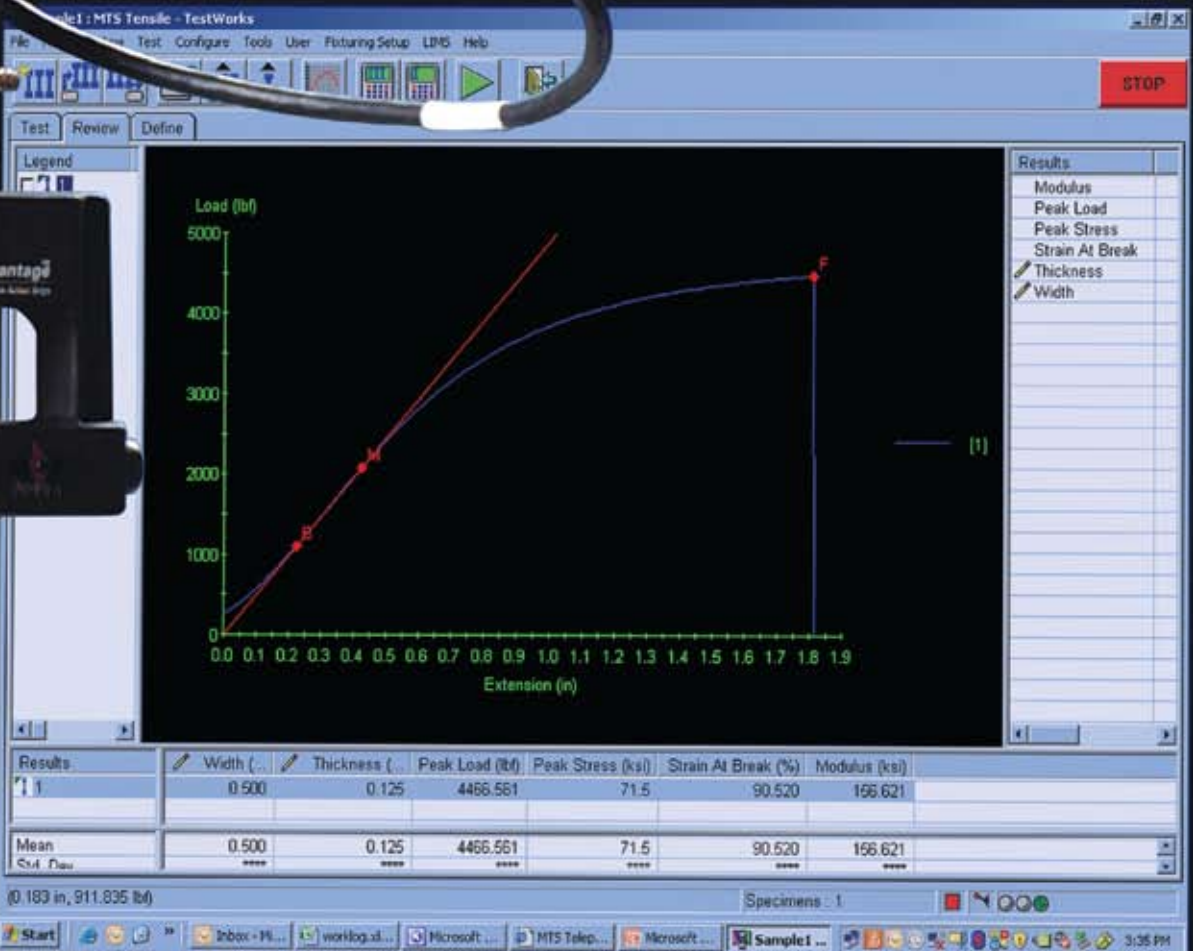 ple1 : MTS Tensile - TestWorks
File Test Configure Tools User Fixturing Setup LIMS Help
STOP
Test Review Define
Legend
1
antage
Load (lbf)
5000
4000
3000
2000
1000
0
F
M
B
[1]
0.0 0.1 0.2 0.3 0.4 0.5 0.6 0.7 0.8 0.9 1.0 1.1 1.2 1.3 1.4 1.5 1.6 1.7 1.8 1.9
Extension (in)
Results
Modulus
Peak Load
Peak Stress
Strain At Break
Thickness
Width
Results Width (... Thickness (... Peak Load (lbf) Peak Stress (ksi) Strain At Break (%) Modulus (ksi)
1 0.500 0.125 4466.561 71.5 90.520 156.621
Mean 0.500 0.125 4466.561 71.5 90.520 156.621
Std. Dev **** **** **** **** **** ****
(0.183 in, 911.835 lbf) Specimens : 1
Start » Inbox - Mi... worklog.xl... Microsoft ... MTS Telep... Microsoft ... Sample1 ... 3:35 PM